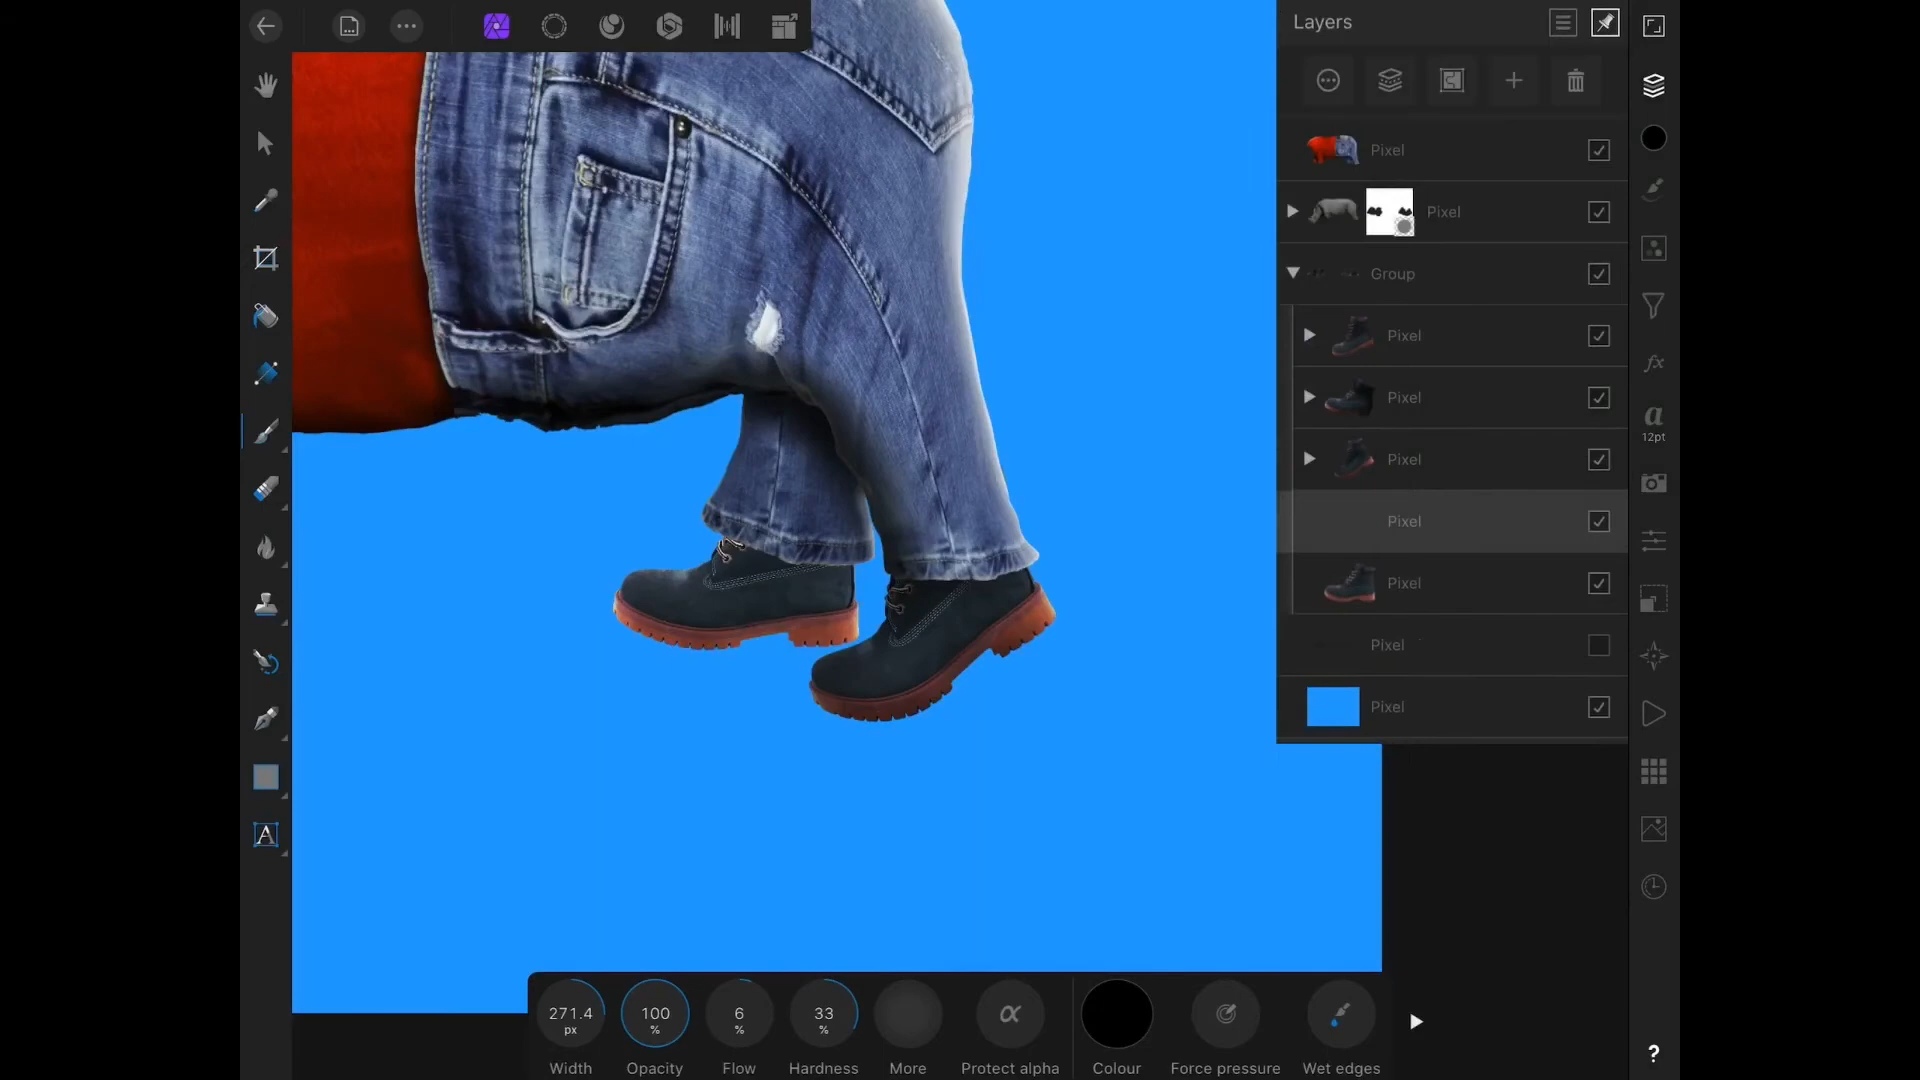 Layers
Pixel
Pixel
Group
Pixel
Pixel
Pixel
Pixel
Pixel
Pixel
Pixel
a
12pt
A
271.4 px
100 %
6 %
33 %
α
Width
Opacity
Flow
Hardness
More
Protect alpha
Colour
Force pressure
Wet edges
?